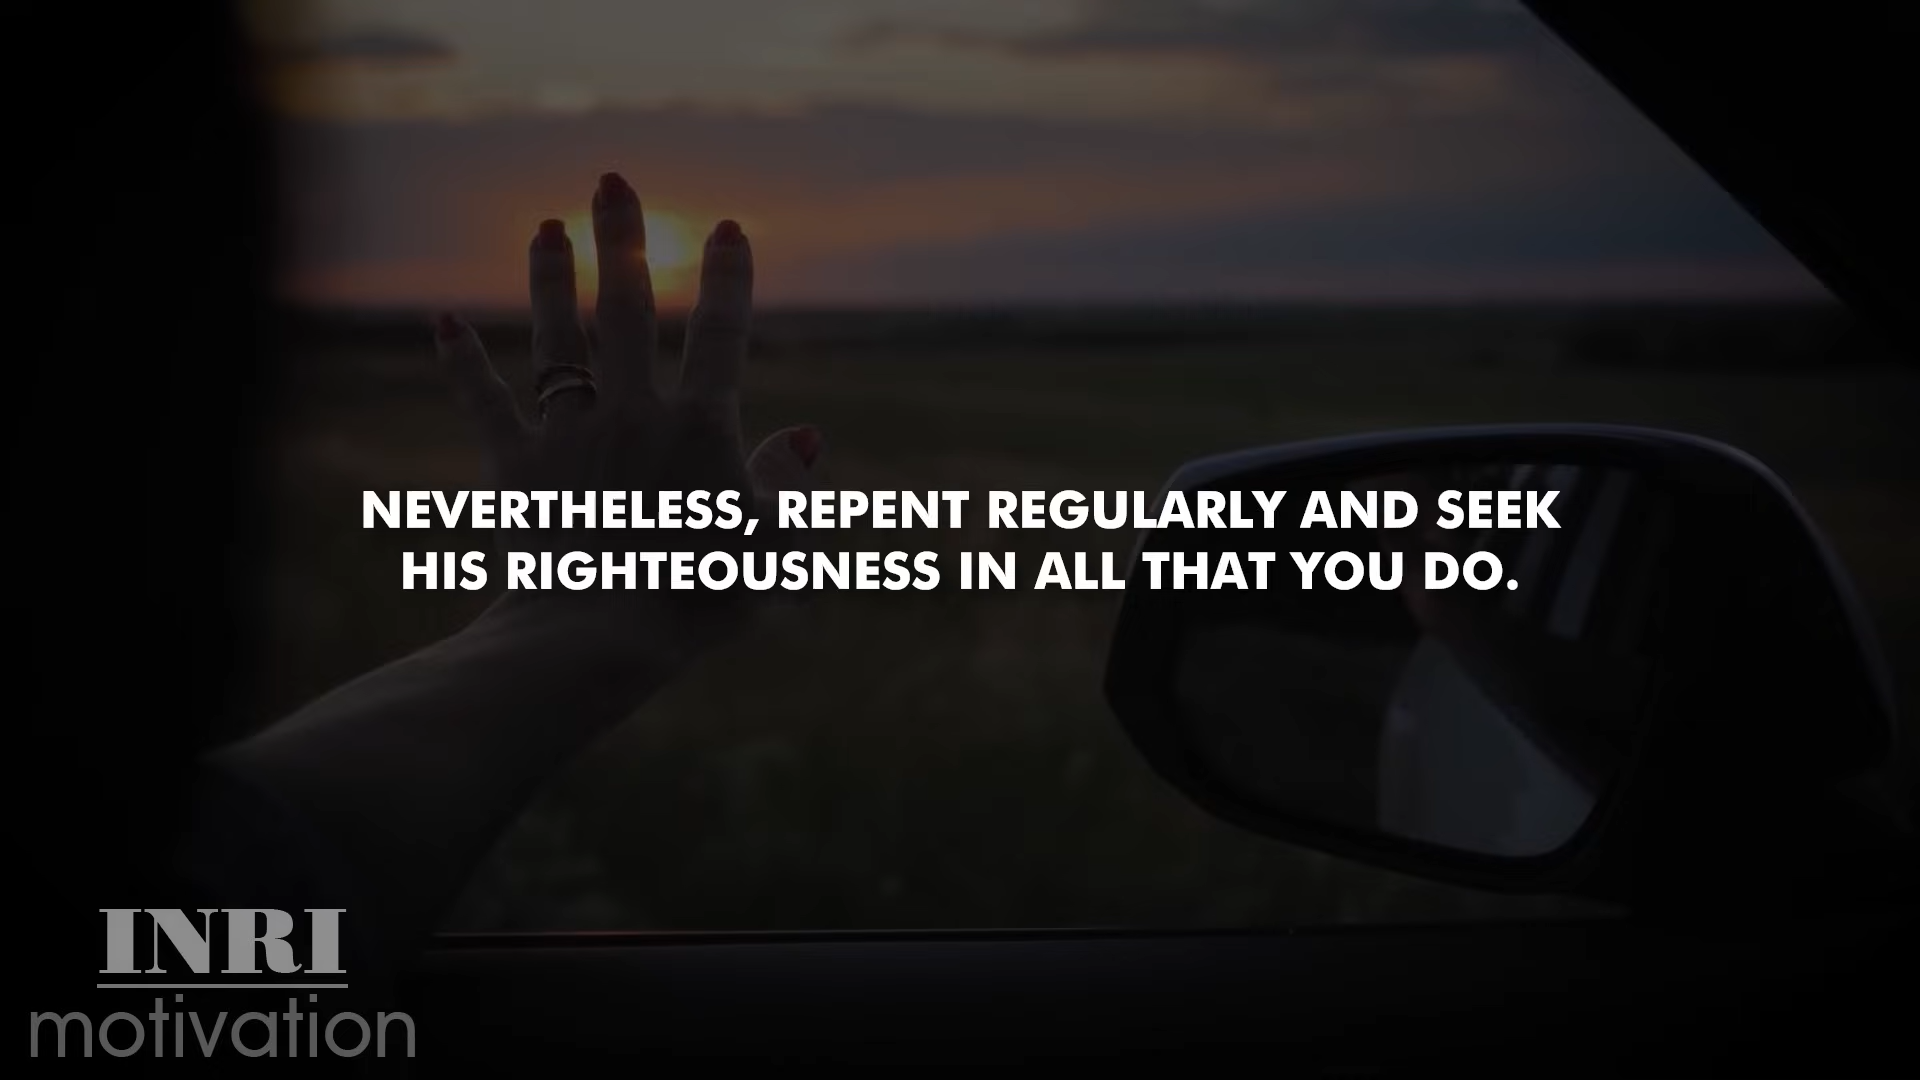 NEVERTHELESS, REPENT REGULARLY AND SEEK
HIS RIGHTEOUSNESS IN ALL THAT YOU DO.
INRI
motivation